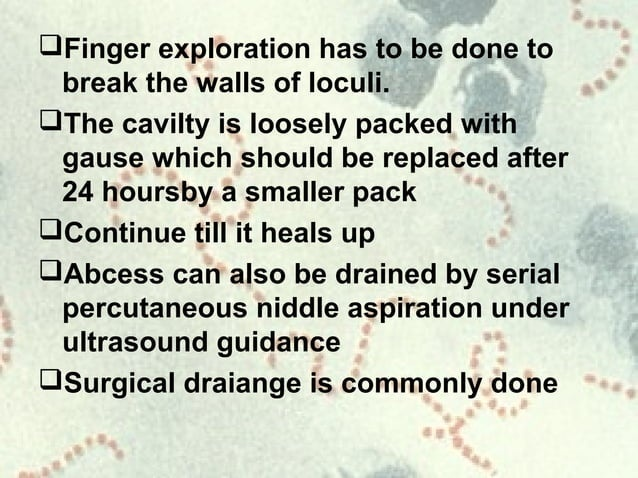 ❑Finger exploration has to be done to
break the walls of loculi.
❑The cavilty is loosely packed with
gause which should be replaced after
24 hoursby a smaller pack
❑Continue till it heals up
❑Abcess can also be drained by serial
percutaneous niddle aspiration under
ultrasound guidance
❑Surgical draiange is commonly done